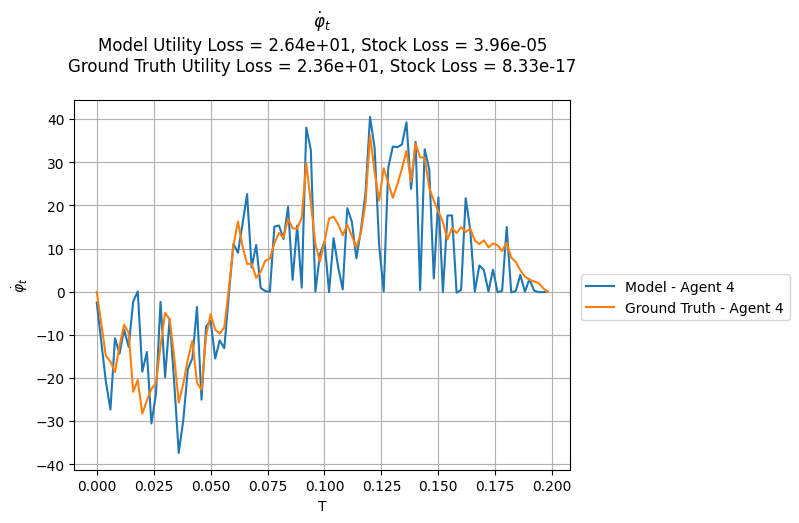 φ̇ₜ
Model Utility Loss = 2.64e+01, Stock Loss = 3.96e-05
Ground Truth Utility Loss = 2.36e+01, Stock Loss = 8.33e-17
40
30
20
10
0
−10
−20
−30
−40
φ̇ₜ
0.000
0.025
0.050
0.075
0.100
0.125
0.150
0.175
0.200
T
Model - Agent 4
Ground Truth - Agent 4